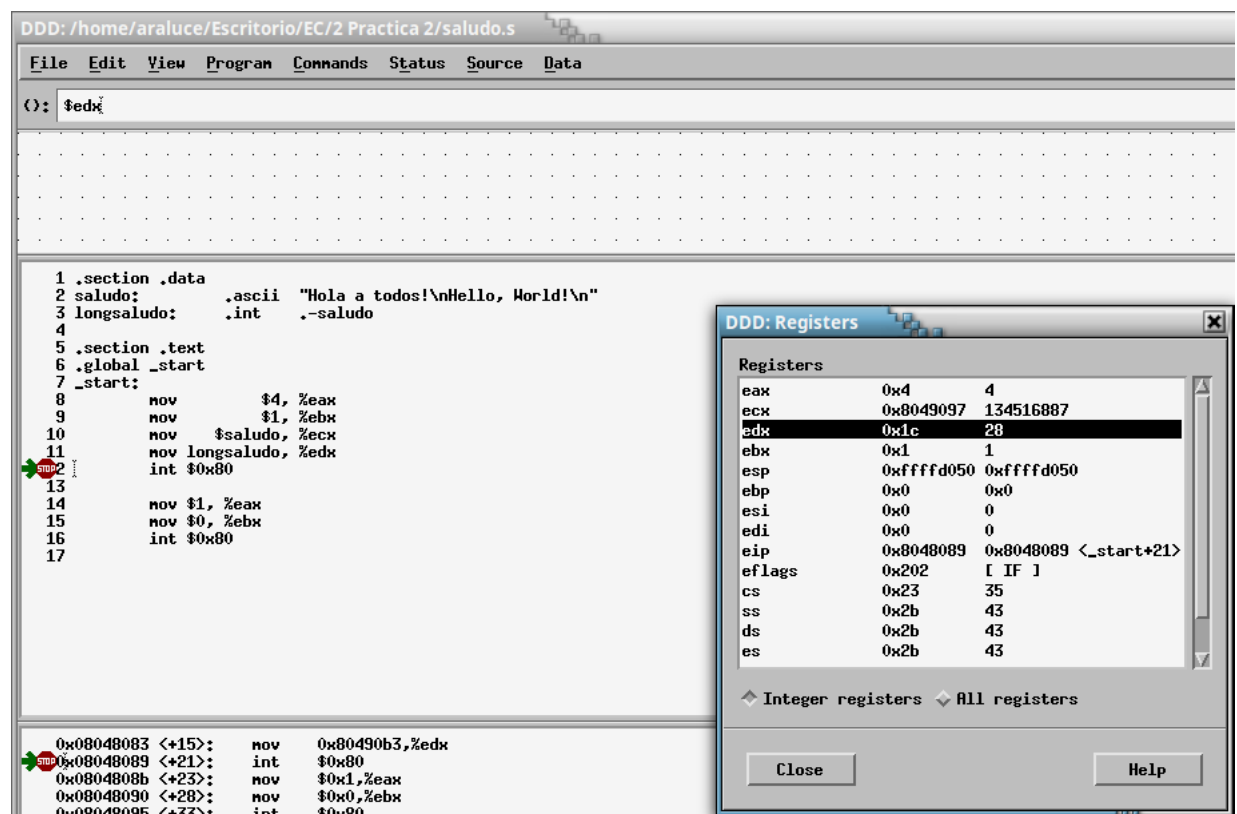 DDD: /home/araluce/Escritorio/EC/2 Practica 2/saludo.s
File Edit View Program Commands Status Source Data
(): $edx
1 .section .data
2 saludo: .ascii "Hola a todos!\nHello, World!\n"
3 longsaludo: .int .-saludo
4
5 .section .text
6 .global _start
7 _start:
8 mov $4, %eax
9 mov $1, %ebx
10 mov $saludo, %ecx
11 mov longsaludo, %edx
STOP 2 int $0x80
13
14 mov $1, %eax
15 mov $0, %ebx
16 int $0x80
17
DDD: Registers
Registers
eax 0x4 4
ecx 0x8049097 134516887
edx 0x1c 28
ebx 0x1 1
esp 0xffffd050 0xffffd050
ebp 0x0 0x0
esi 0x0 0
edi 0x0 0
eip 0x8048089 0x8048089 <_start+21>
eflags 0x202 [ IF ]
cs 0x23 35
ss 0x2b 43
ds 0x2b 43
es 0x2b 43
Integer registers All registers
Close Help
0x08048083 <+15>: mov 0x80490b3,%edx
STOP 0x08048089 <+21>: int $0x80
0x0804808b <+23>: mov $0x1,%eax
0x08048090 <+28>: mov $0x0,%ebx
0x08048095 <+33>: int $0x80